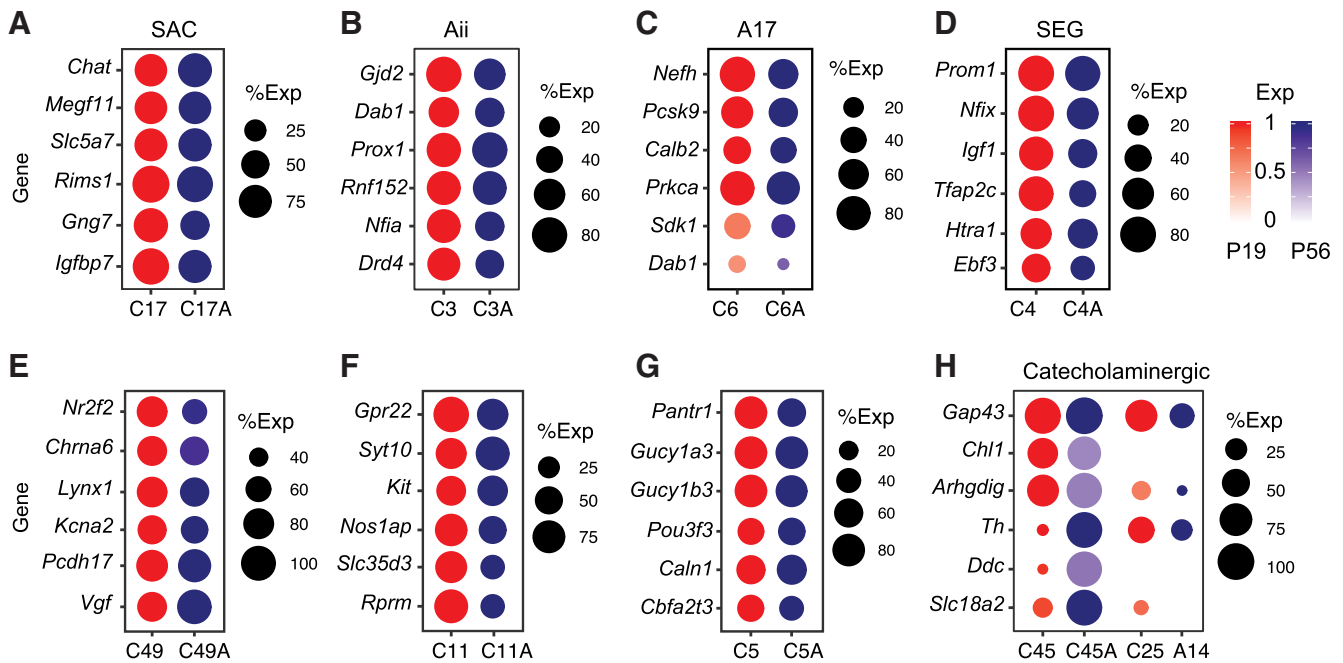 A
SAC
Gene
Chat
Megf11
Slc5a7
Rims1
Gng7
Igfbp7
C17 C17A
%Exp
25
50
75
B
Aii
Gjd2
Dab1
Prox1
Rnf152
Nfia
Drd4
C3 C3A
%Exp
20
40
60
80
C
A17
Nefh
Pcsk9
Calb2
Prkca
Sdk1
Dab1
C6 C6A
%Exp
20
40
60
80
D
SEG
Prom1
Nfix
Igf1
Tfap2c
Htra1
Ebf3
C4 C4A
%Exp
20
40
60
80
Exp
1
0.5
0
P19 P56
E
Gene
Nr2f2
Chrna6
Lynx1
Kcna2
Pcdh17
Vgf
C49 C49A
%Exp
40
60
80
100
F
Gpr22
Syt10
Kit
Nos1ap
Slc35d3
Rprm
C11 C11A
%Exp
25
50
75
G
Pantr1
Gucy1a3
Gucy1b3
Pou3f3
Caln1
Cbfa2t3
C5 C5A
%Exp
20
40
60
80
H
Catecholaminergic
Gap43
Chl1
Arhgdig
Th
Ddc
Slc18a2
C45 C45A C25 A14
%Exp
25
50
75
100